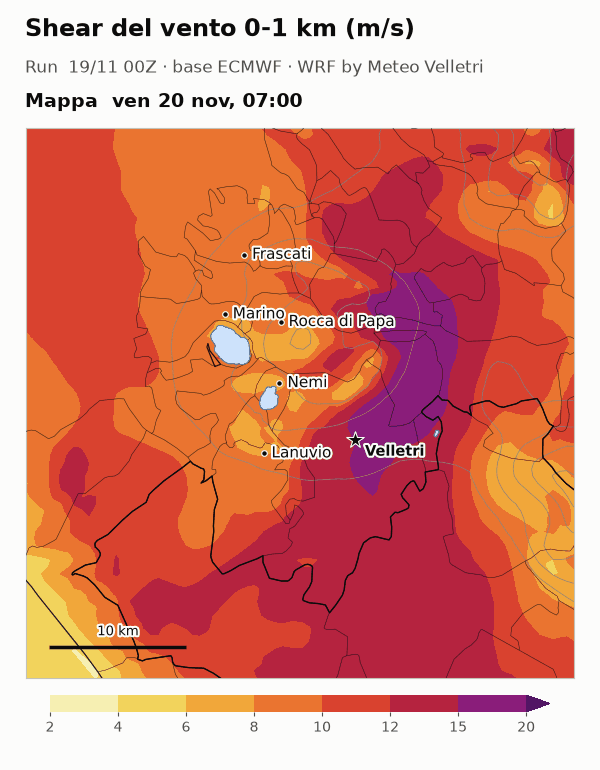 Shear del vento 0-1 km (m/s)
Run  19/11 00Z · base ECMWF · WRF by Meteo Velletri
Mappa  ven 20 nov, 07:00
Frascati
Marino
Rocca di Papa
Nemi
Velletri
Lanuvio
10 km
2 4 6 8 10 12 15 20